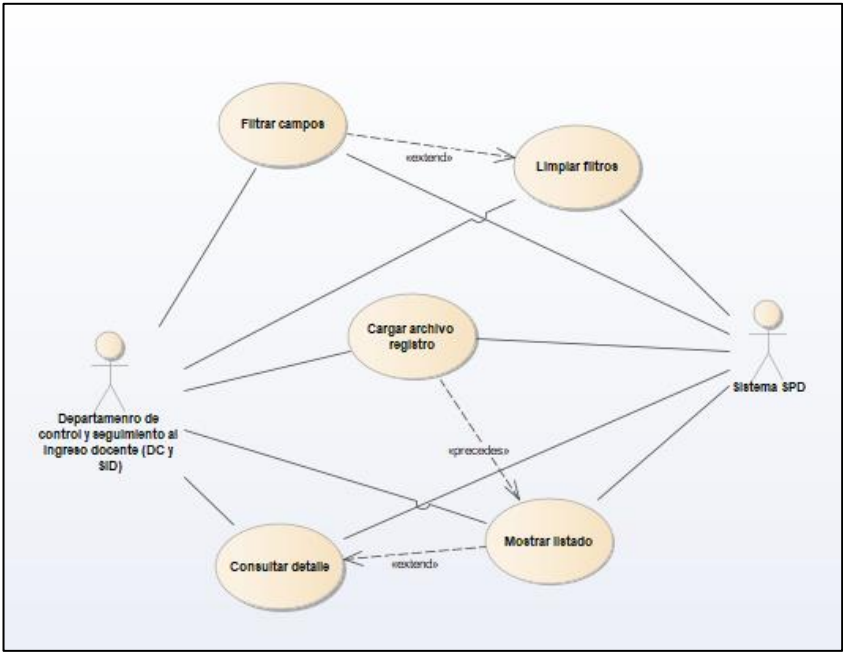 Filtrar campos
«extend»
Limpiar filtros
Cargar archivo
registro
Sistema SPD
Departamenro de
control y seguimiento al
ingreso docente (DC y
SID)
«precedes»
Mostrar listado
Consultar detalle
«extend»